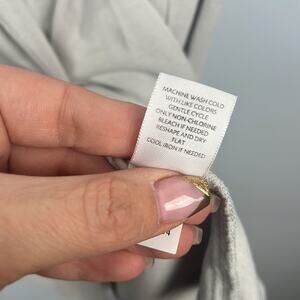 MACHINE WASH COLD
WITH LIKE COLORS
GENTLE CYCLE
ONLY NON-CHLORINE
BLEACH IF NEEDED
RESHAPE AND DRY
FLAT
COOL IRON IF NEEDED